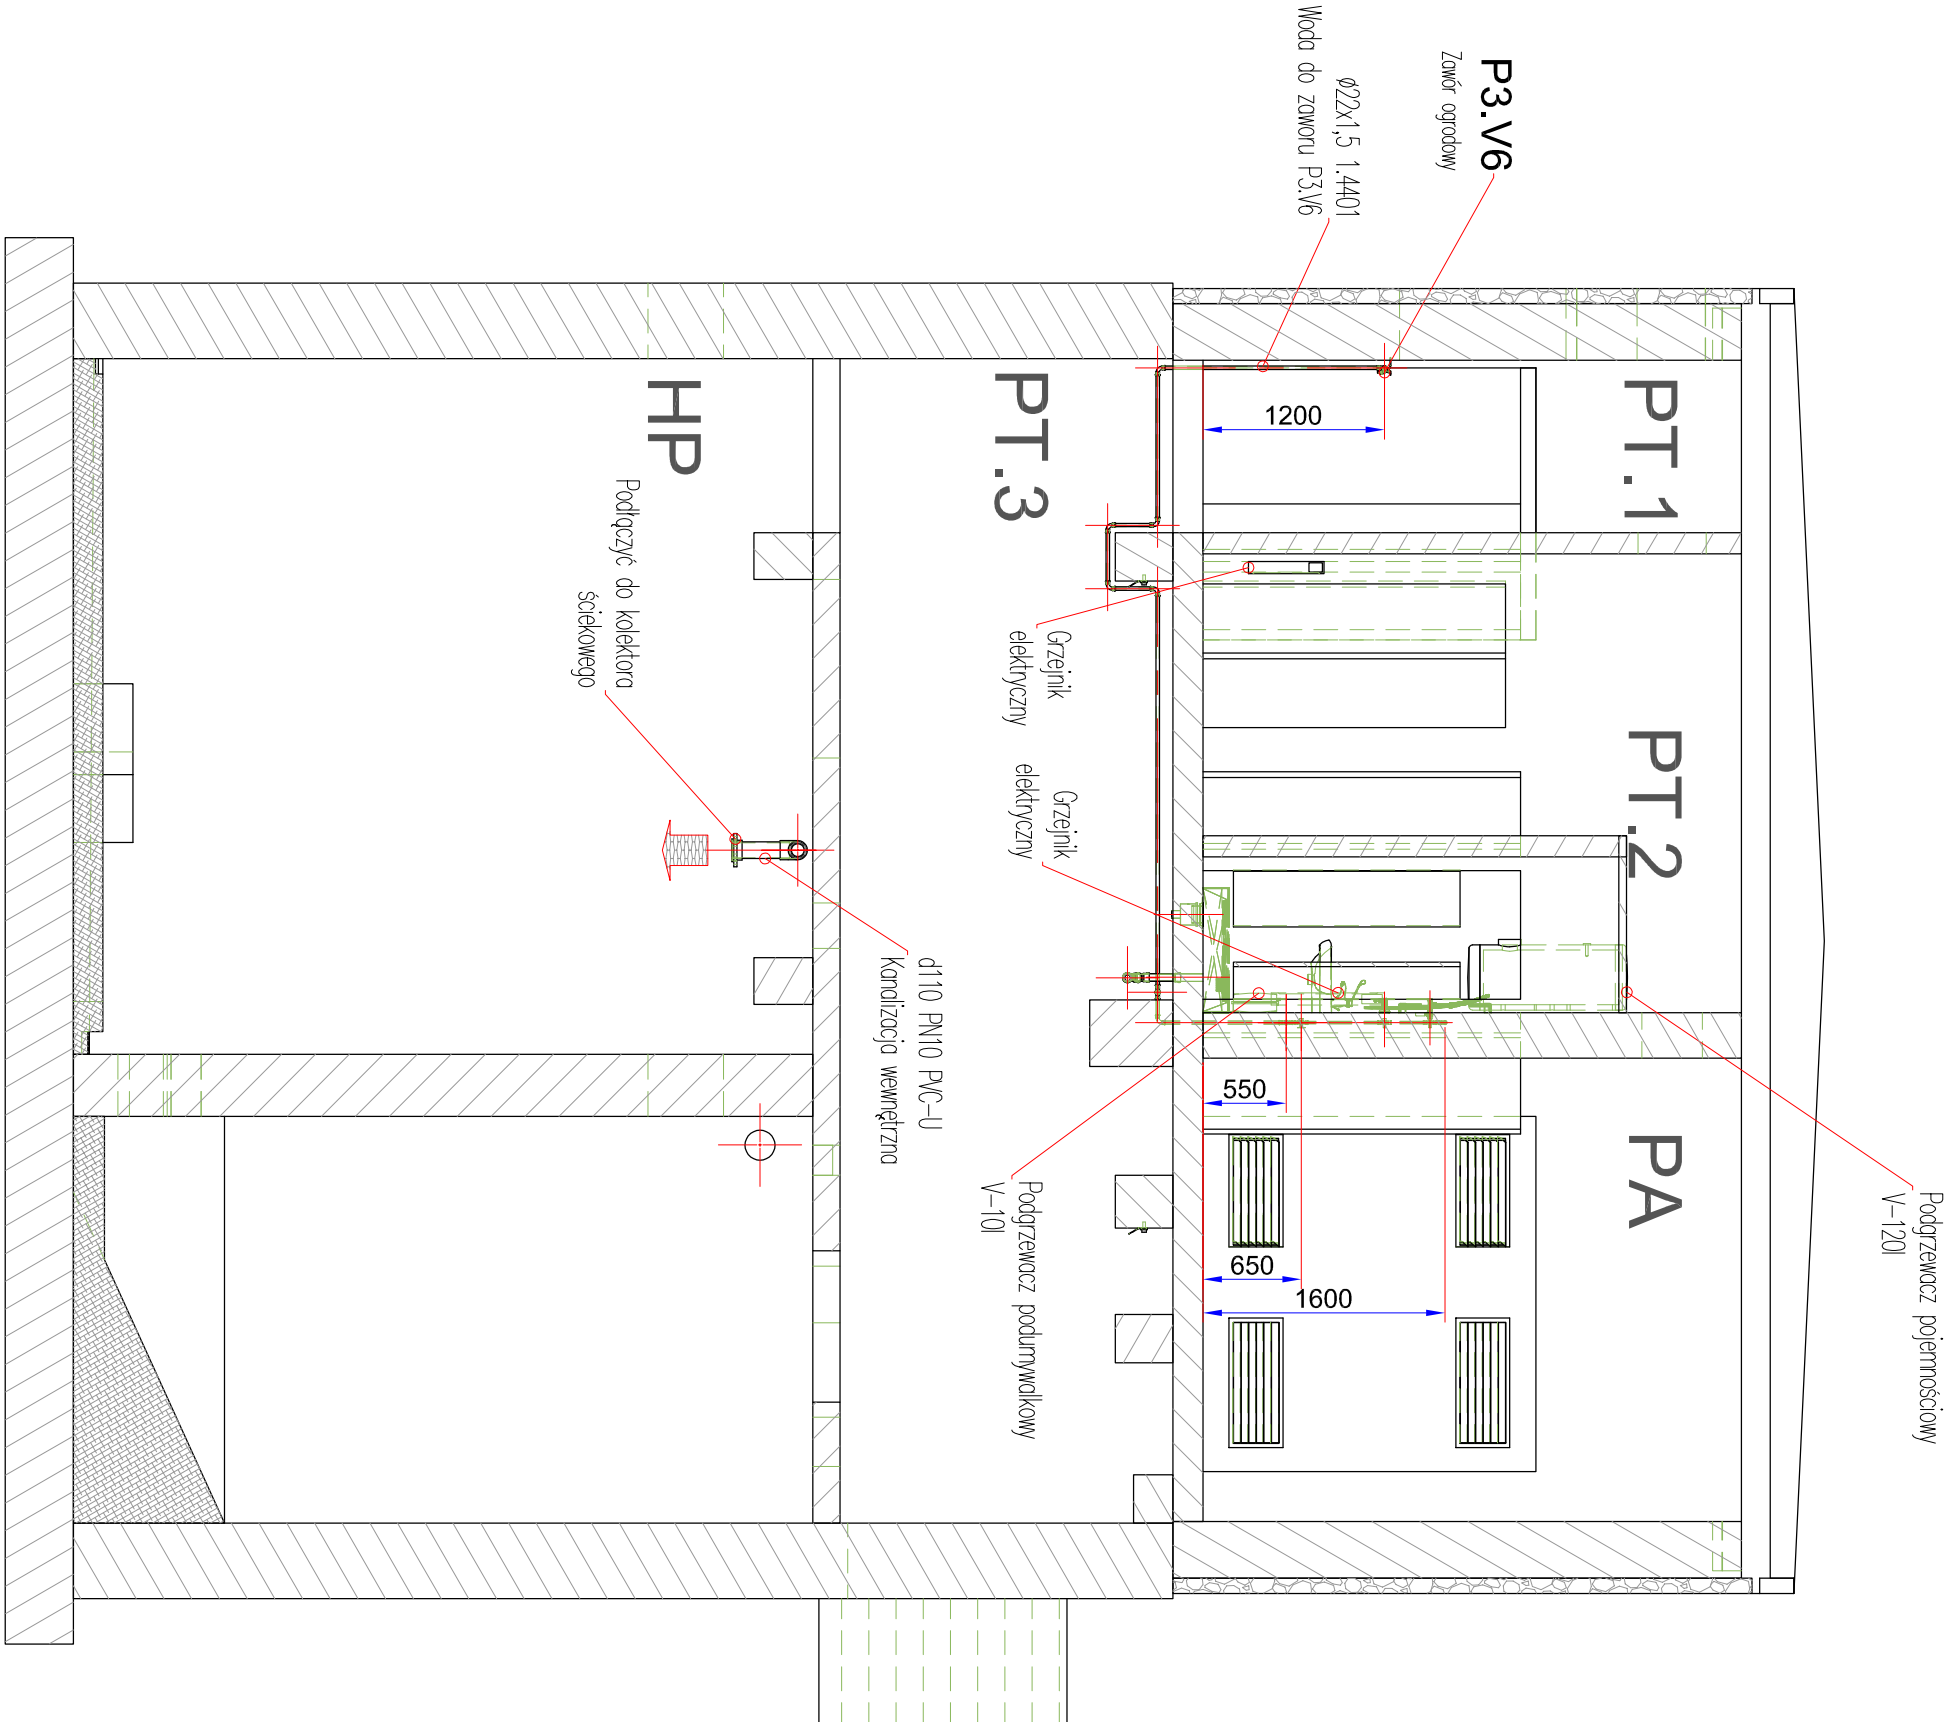 P3.V6
Zawór ogrodowy
Ø22x1,5 1.4401
Woda do zaworu P3.V6
PT.1
PT.2
PA
Podgrzewacz pojemnościowy
V-120l
1200
550
650
1600
PT.3
Grzejnik
elektryczny
Grzejnik
elektryczny
Podgrzewacz podumywalkowy
V-10l
HP
Podłączyć do kolektora
ściekowego
d110 PN10 PVC-U
Kanalizacja wewnętrzna